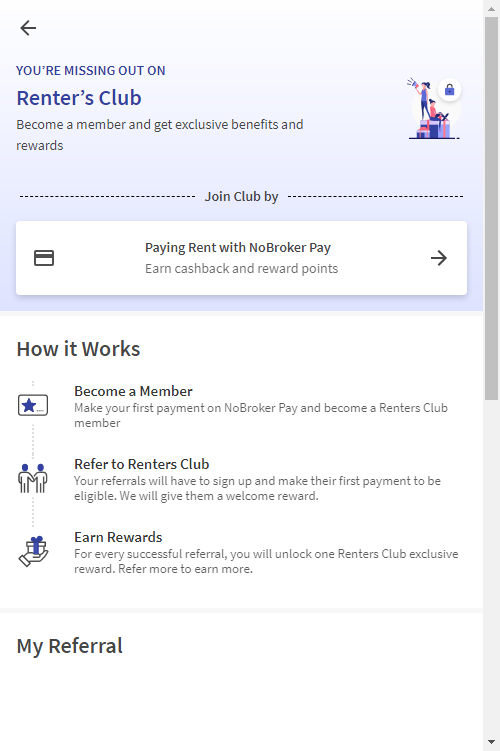 YOU’RE MISSING OUT ON
Renter’s Club
Become a member and get exclusive benefits and
rewards
Join Club by
Paying Rent with NoBroker Pay
Earn cashback and reward points
How it Works
Become a Member
Make your first payment on NoBroker Pay and become a Renters Club
member
Refer to Renters Club
Your referrals will have to sign up and make their first payment to be
eligible. We will give them a welcome reward.
Earn Rewards
For every successful referral, you will unlock one Renters Club exclusive
reward. Refer more to earn more.
My Referral